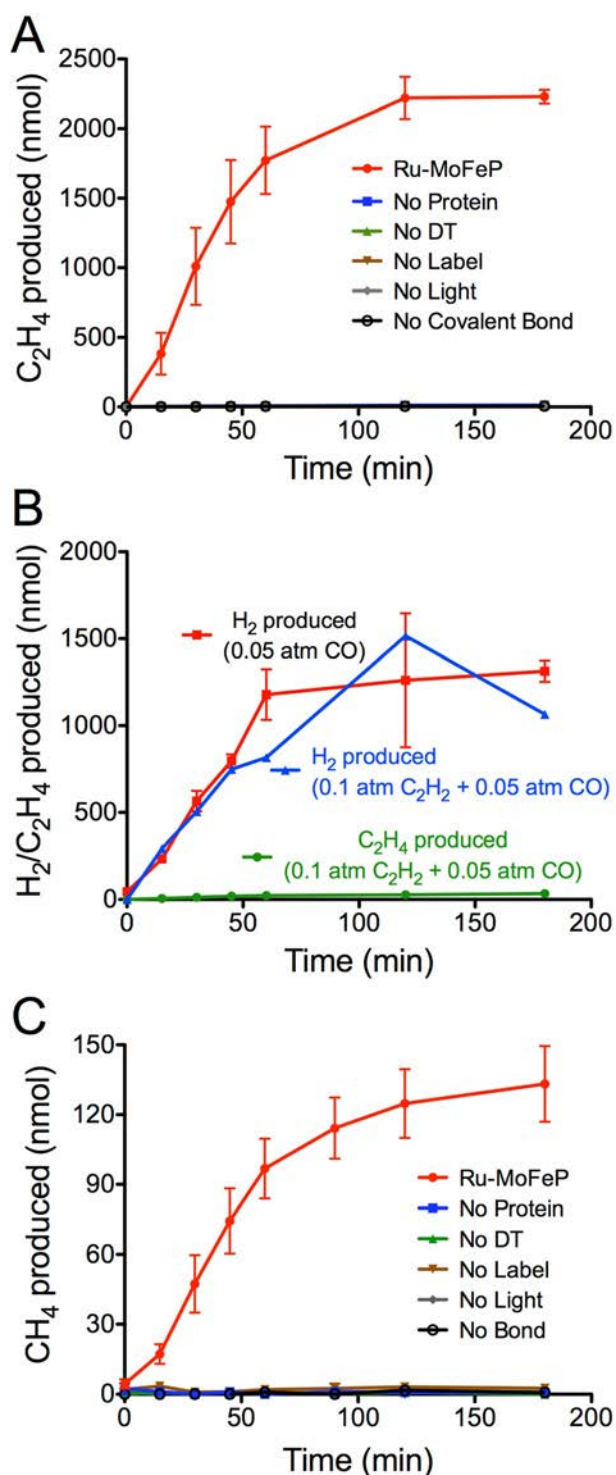 A
C₂H₄ produced (nmol)
2500
2000
1500
1000
500
0
Ru-MoFeP
No Protein
No DT
No Label
No Light
No Covalent Bond
0 50 100 150 200
Time (min)
B
H₂/C₂H₄ produced (nmol)
2000
1500
1000
500
0
H₂ produced
(0.05 atm CO)
H₂ produced
(0.1 atm C₂H₂ + 0.05 atm CO)
C₂H₄ produced
(0.1 atm C₂H₂ + 0.05 atm CO)
0 50 100 150 200
Time (min)
C
CH₄ produced (nmol)
150
120
90
60
30
0
Ru-MoFeP
No Protein
No DT
No Label
No Light
No Bond
0 50 100 150 200
Time (min)